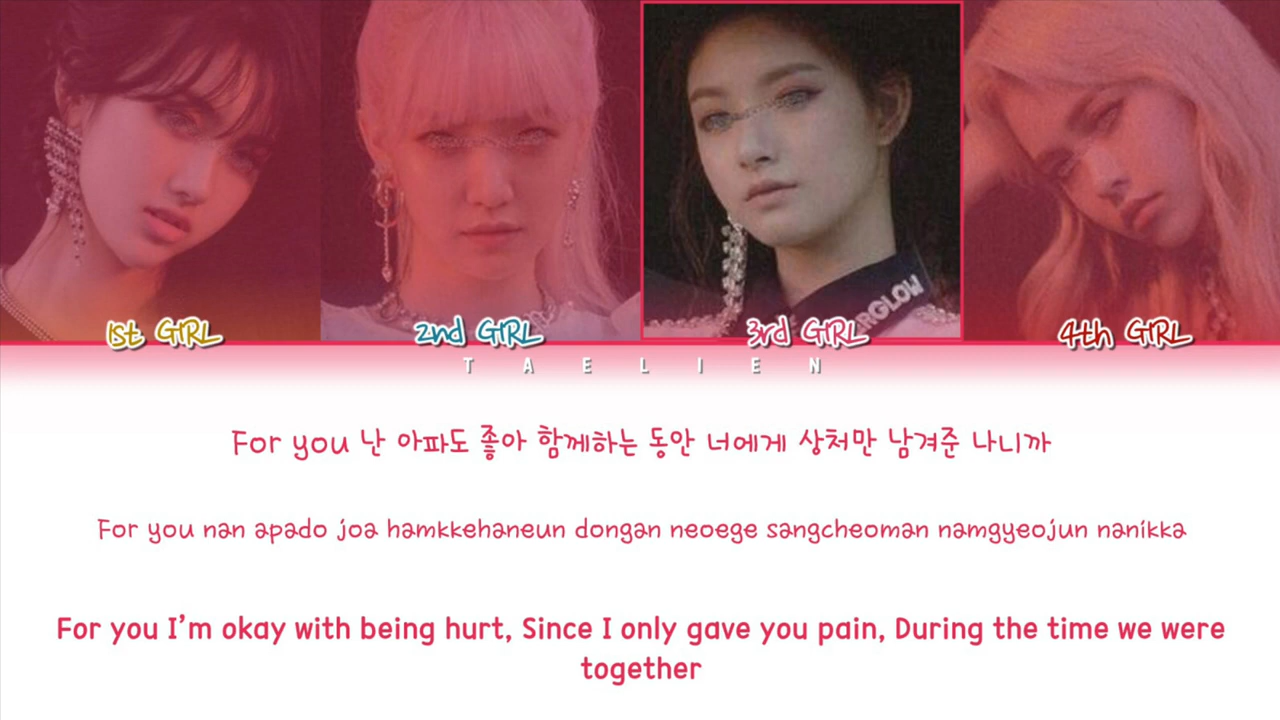 1st GIRL
2nd GIRL
3rd GIRL
4th GIRL
ERGLOW
TAELIEN
For you 난 아파도 좋아 함께하는 동안 너에게 상처만 남겨준 나니까
For you nan apado joa hamkkehaneun dongan neoege sangcheoman namgyeojun nanikka
For you I’m okay with being hurt, Since I only gave you pain, During the time we were
together